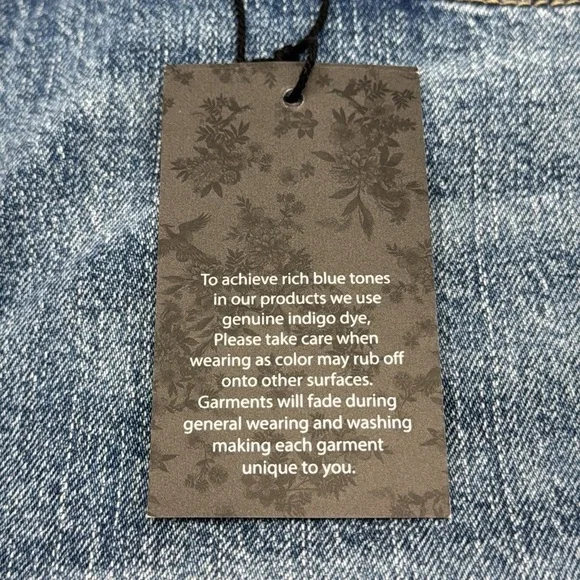 To achieve rich blue tones
in our products we use
genuine indigo dye,
Please take care when
wearing as color may rub off
onto other surfaces.
Garments will fade during
general wearing and washing
making each garment
unique to you.